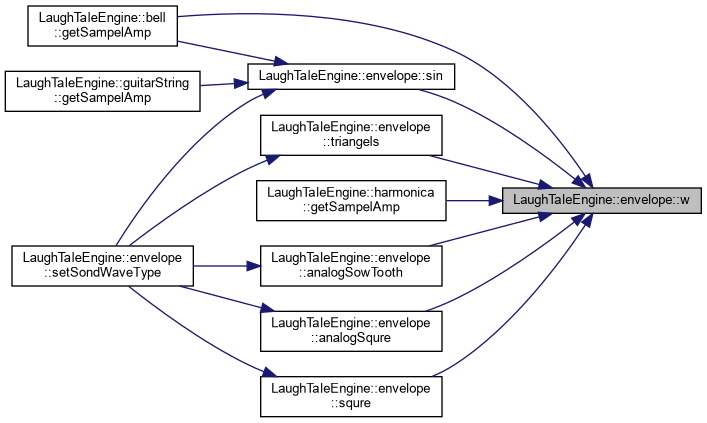 LaughTaleEngine::bell
::getSampelAmp
LaughTaleEngine::envelope::sin
LaughTaleEngine::guitarString
::getSampelAmp
LaughTaleEngine::envelope
::triangels
LaughTaleEngine::harmonica
::getSampelAmp
LaughTaleEngine::envelope::w
LaughTaleEngine::envelope
::setSondWaveType
LaughTaleEngine::envelope
::analogSowTooth
LaughTaleEngine::envelope
::analogSqure
LaughTaleEngine::envelope
::squre